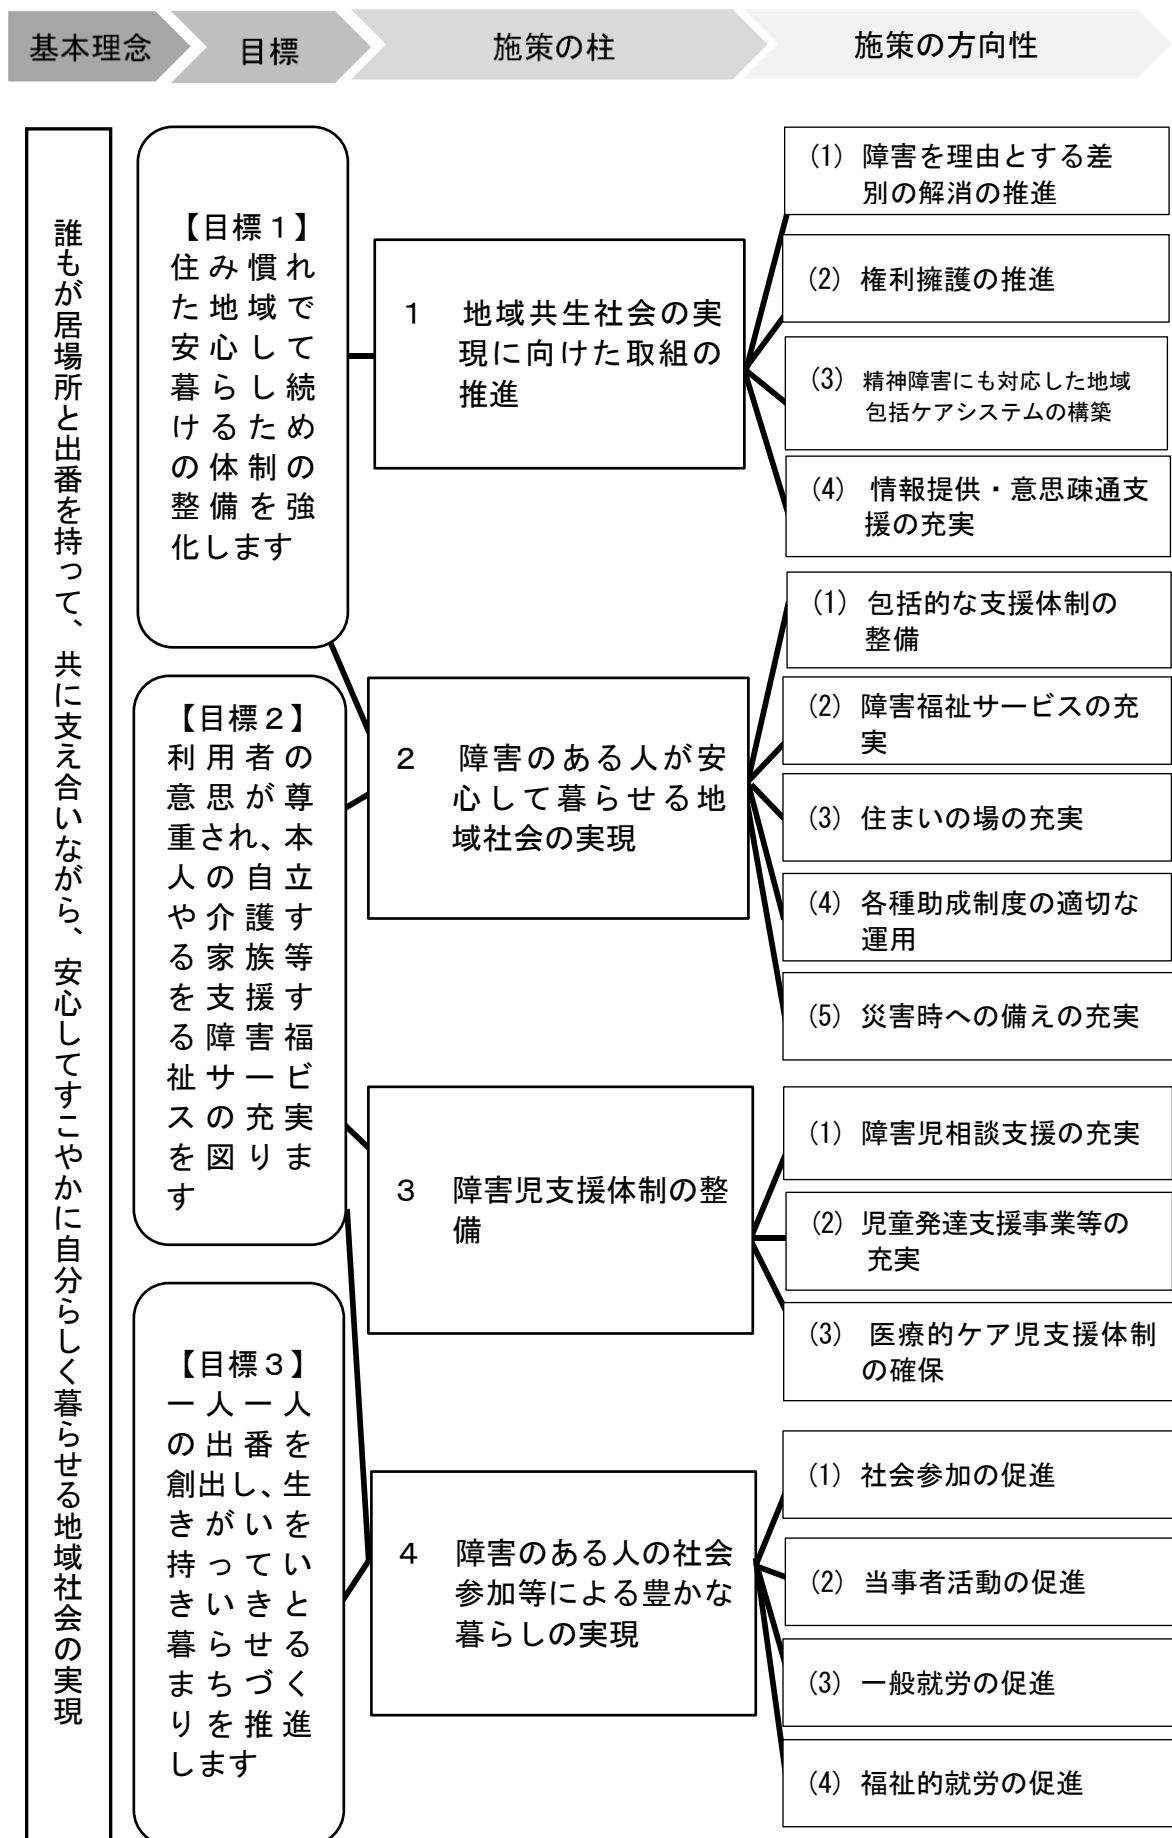 基本理念
目標
施策の柱
施策の方向性
誰もが居場所と出番を持って、共に支え合いながら、安心してすこやかに自分らしく暮らせる地域社会の実現
【目標１】
住み慣れ
た地域で
安心して
暮らし続
けるため
の体制の
整備を強
化します
【目標２】
利用者の
意思が尊
重され、本
人の自立
や介護す
る家族等
を支援す
る障害福
祉サービ
スの充実
を図りま
す
【目標３】
一人一人
の出番を
創出し、生
きがいを
持ってい
きいきと
暮らせる
まちづく
りを推進
します
１　地域共生社会の実
現に向けた取組の
推進
(1) 障害を理由とする差
別の解消の推進
(2) 権利擁護の推進
(3) 精神障害にも対応した地域
包括ケアシステムの構築
(4) 情報提供・意思疎通支
援の充実
２　障害のある人が安
心して暮らせる地
域社会の実現
(1) 包括的な支援体制の
整備
(2) 障害福祉サービスの充
実
(3) 住まいの場の充実
(4) 各種助成制度の適切な
運用
(5) 災害時への備えの充実
３　障害児支援体制の整
備
(1) 障害児相談支援の充実
(2) 児童発達支援事業等の
充実
(3) 医療的ケア児支援体制
の確保
４　障害のある人の社会
参加等による豊かな
暮らしの実現
(1) 社会参加の促進
(2) 当事者活動の促進
(3) 一般就労の促進
(4) 福祉的就労の促進